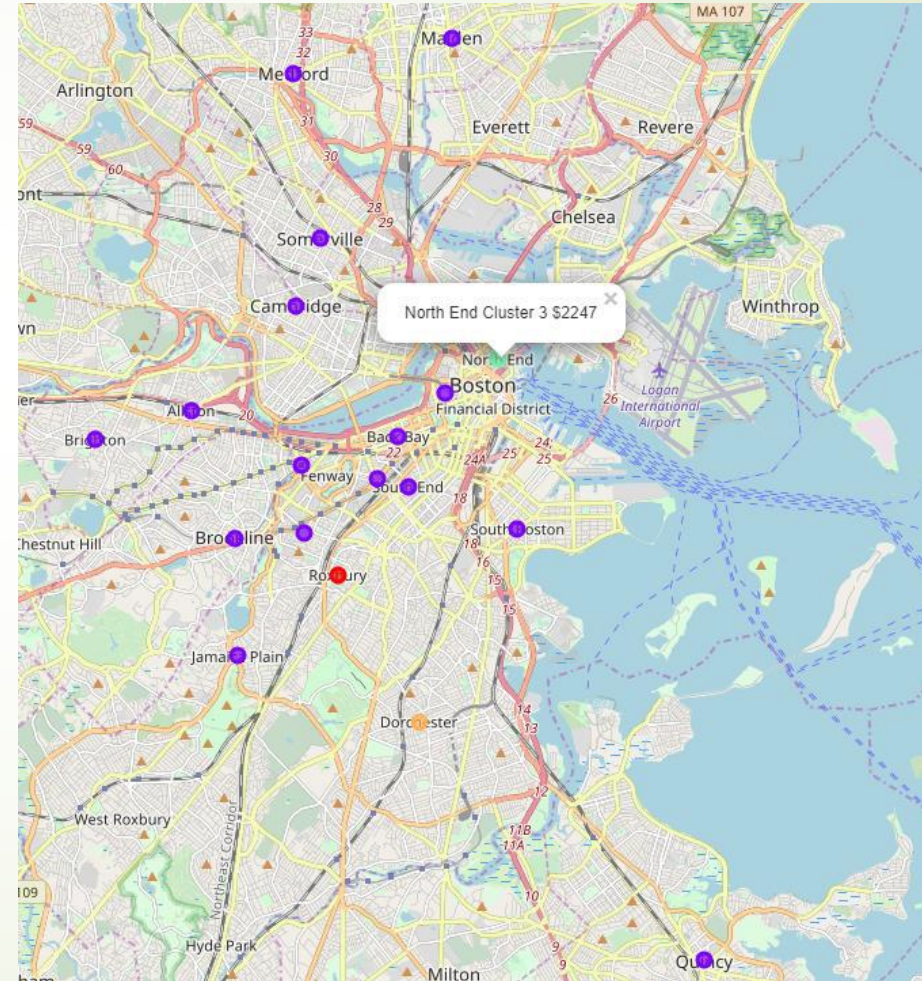 MA 107
33
32
Malden
Medford
Arlington
31
Everett
Revere
59
59
30
60
ont
28
29
Chelsea
Somerville
North End Cluster 3 $2247
×
Cambridge
Winthrop
wn
North End
Boston
Logan
International
Airport
26
er
Allston
20
Financial District
Back Bay
24
Brighton
22
25
24A
25
Fenway
South End
18
Chestnut Hill
Brookline
South Boston
18
16
Roxbury
15
15
Jamaica Plain
14
Dorchester
13
12
West Roxbury
11B
11A
Northeast Corridor
109
10
Hyde Park
9
9
Quincy
Milton
ham